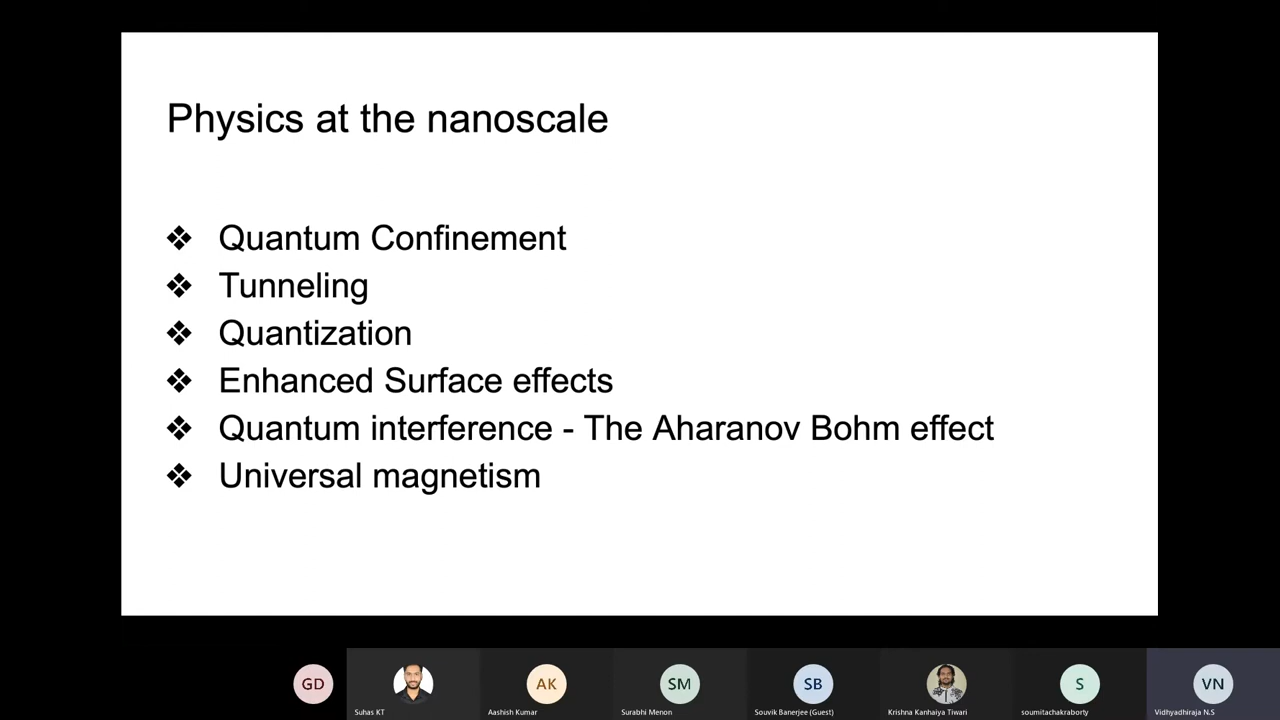 Physics at the nanoscale
❖ Quantum Confinement
❖ Tunneling
❖ Quantization
❖ Enhanced Surface effects
❖ Quantum interference - The Aharanov Bohm effect
❖ Universal magnetism
GD
AK
SM
SB
S
VN
Suhas KT
Aashish Kumar
Surabhi Menon
Souvik Banerjee (Guest)
Krishna Kanhaiya Tiwari
soumitachakraborty
Vidhyadhiraja N.S.